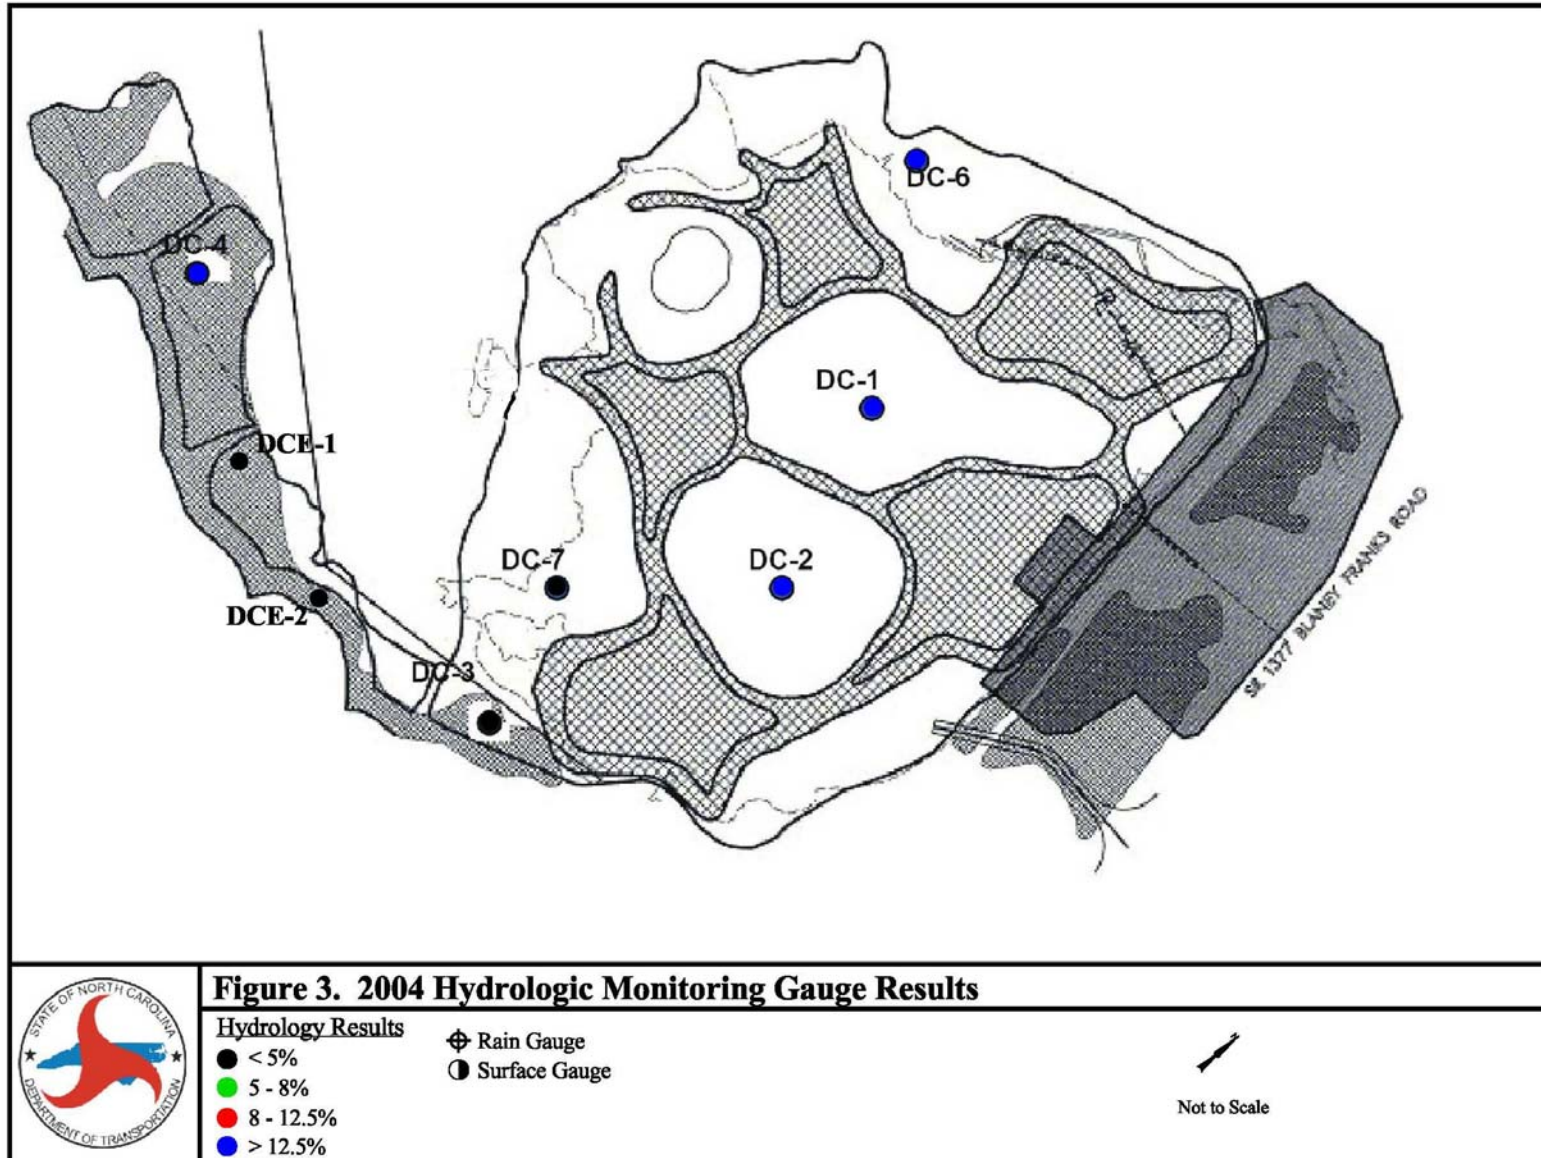 DC-6
DC-4
DC-1
DCE-1
DC-7
DC-2
DCE-2
DC-3
SR 1377 BLANEY FRANKS ROAD
Figure 3. 2004 Hydrologic Monitoring Gauge Results
STATE OF NORTH CAROLINA
DEPARTMENT OF TRANSPORTATION
Hydrology Results
< 5%
5 - 8%
8 - 12.5%
> 12.5%
Rain Gauge
Surface Gauge
Not to Scale